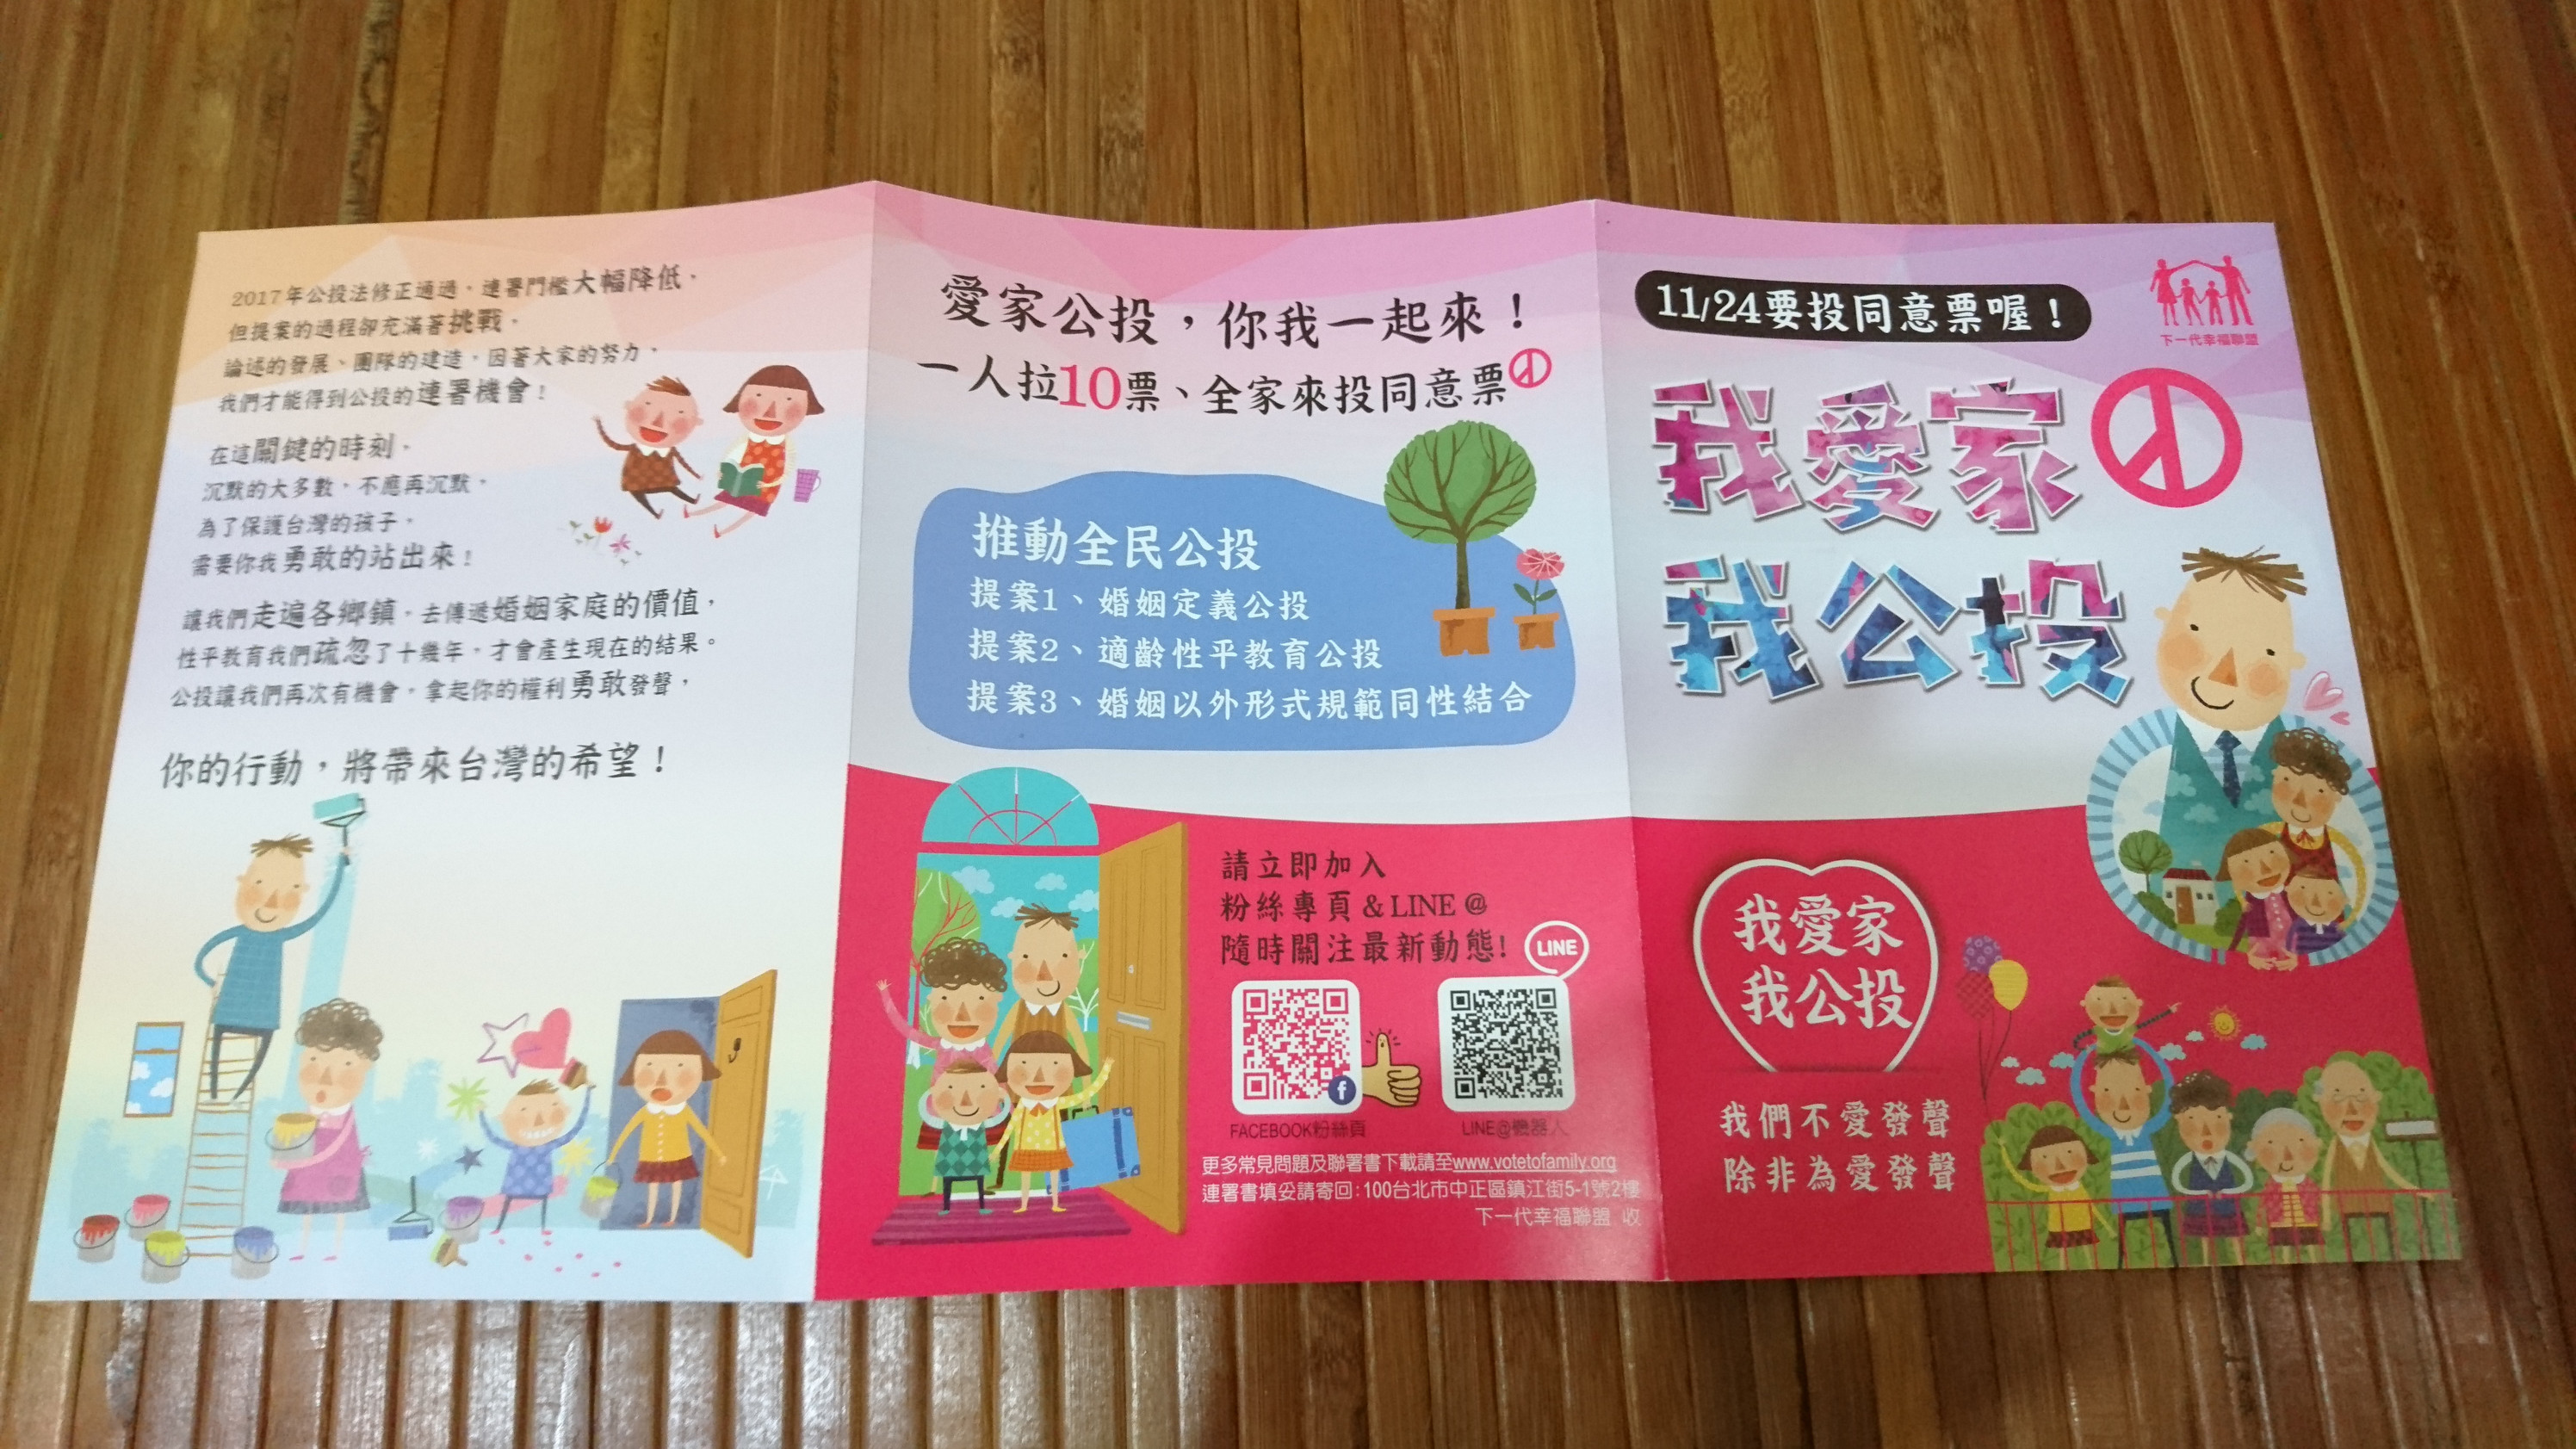 2017年公投法修正通過，連署門檻大幅降低，
但提案的過程卻充滿著挑戰，
論述的發展、團隊的建造，因著大家的努力，
我們才能得到公投的連署機會！
在這關鍵的時刻，
沉默的大多數，不應再沉默，
為了保護台灣的孩子，
需要你我勇敢的站出來！
讓我們走遍各鄉鎮，去傳遞婚姻家庭的價值，
性平教育我們疏忽了十幾年，才會產生現在的結果。
公投讓我們再次有機會，拿起你的權利勇敢發聲，
你的行動，將帶來台灣的希望！
愛家公投，你我一起來！
一人拉10票、全家來投同意票
推動全民公投
提案1、婚姻定義公投
提案2、適齡性平教育公投
提案3、婚姻以外形式規範同性結合
請立即加入
粉絲專頁 & LINE @
隨時關注最新動態!
LINE
f
FACEBOOK粉絲頁
LINE@機器人
更多常見問題及聯署書下載請至www.votetofamily.org
連署書填妥請寄回：100台北市中正區鎮江街5-1號2樓
下一代幸福聯盟 收
11/24要投同意票喔！
下一代幸福聯盟
我愛家
我公投
我愛家
我公投
我們不愛發聲
除非為愛發聲